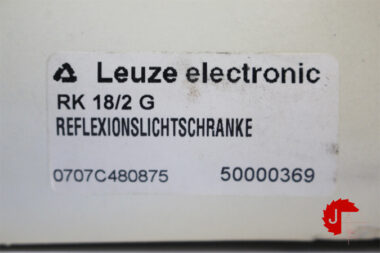 Leuze electronic
RK 18/2 G
REFLEXIONSLICHTSCHRANKE
0707C480875 50000369
J